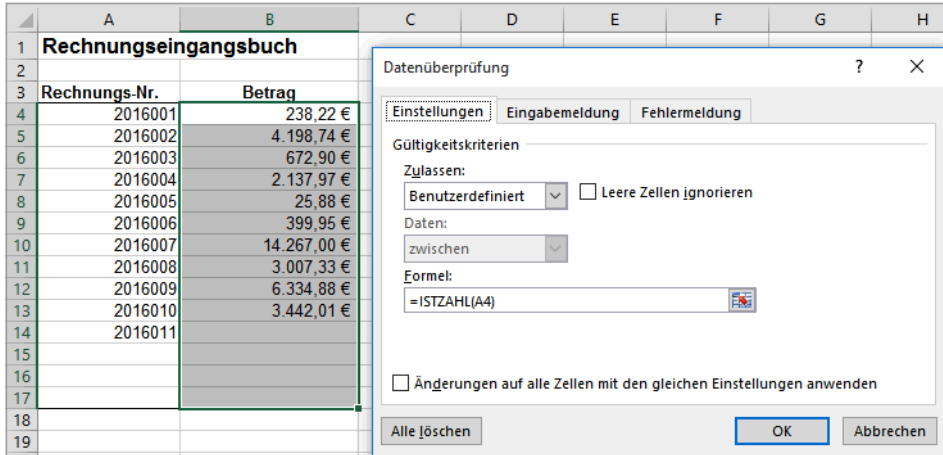 A B C D E F G H
1 Rechnungseingangsbuch
2
3 Rechnungs-Nr. Betrag
4 2016001 238,22 €
5 2016002 4.198,74 €
6 2016003 672,90 €
7 2016004 2.137,97 €
8 2016005 25,88 €
9 2016006 399,95 €
10 2016007 14.267,00 €
11 2016008 3.007,33 €
12 2016009 6.334,88 €
13 2016010 3.442,01 €
14 2016011
15
16
17
18
19
Datenüberprüfung ? ×
Einstellungen Eingabemeldung Fehlermeldung
Gültigkeitskriterien
Zulassen:
Benutzerdefiniert Leere Zellen ignorieren
Daten:
zwischen
Formel:
=ISTZAHL(A4)
Änderungen auf alle Zellen mit den gleichen Einstellungen anwenden
Alle löschen OK Abbrechen